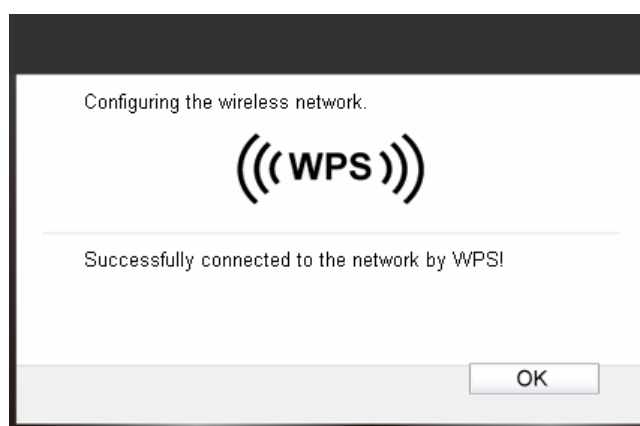 Configuring the wireless network.
(((WPS)))
Successfully connected to the network by WPS!
OK